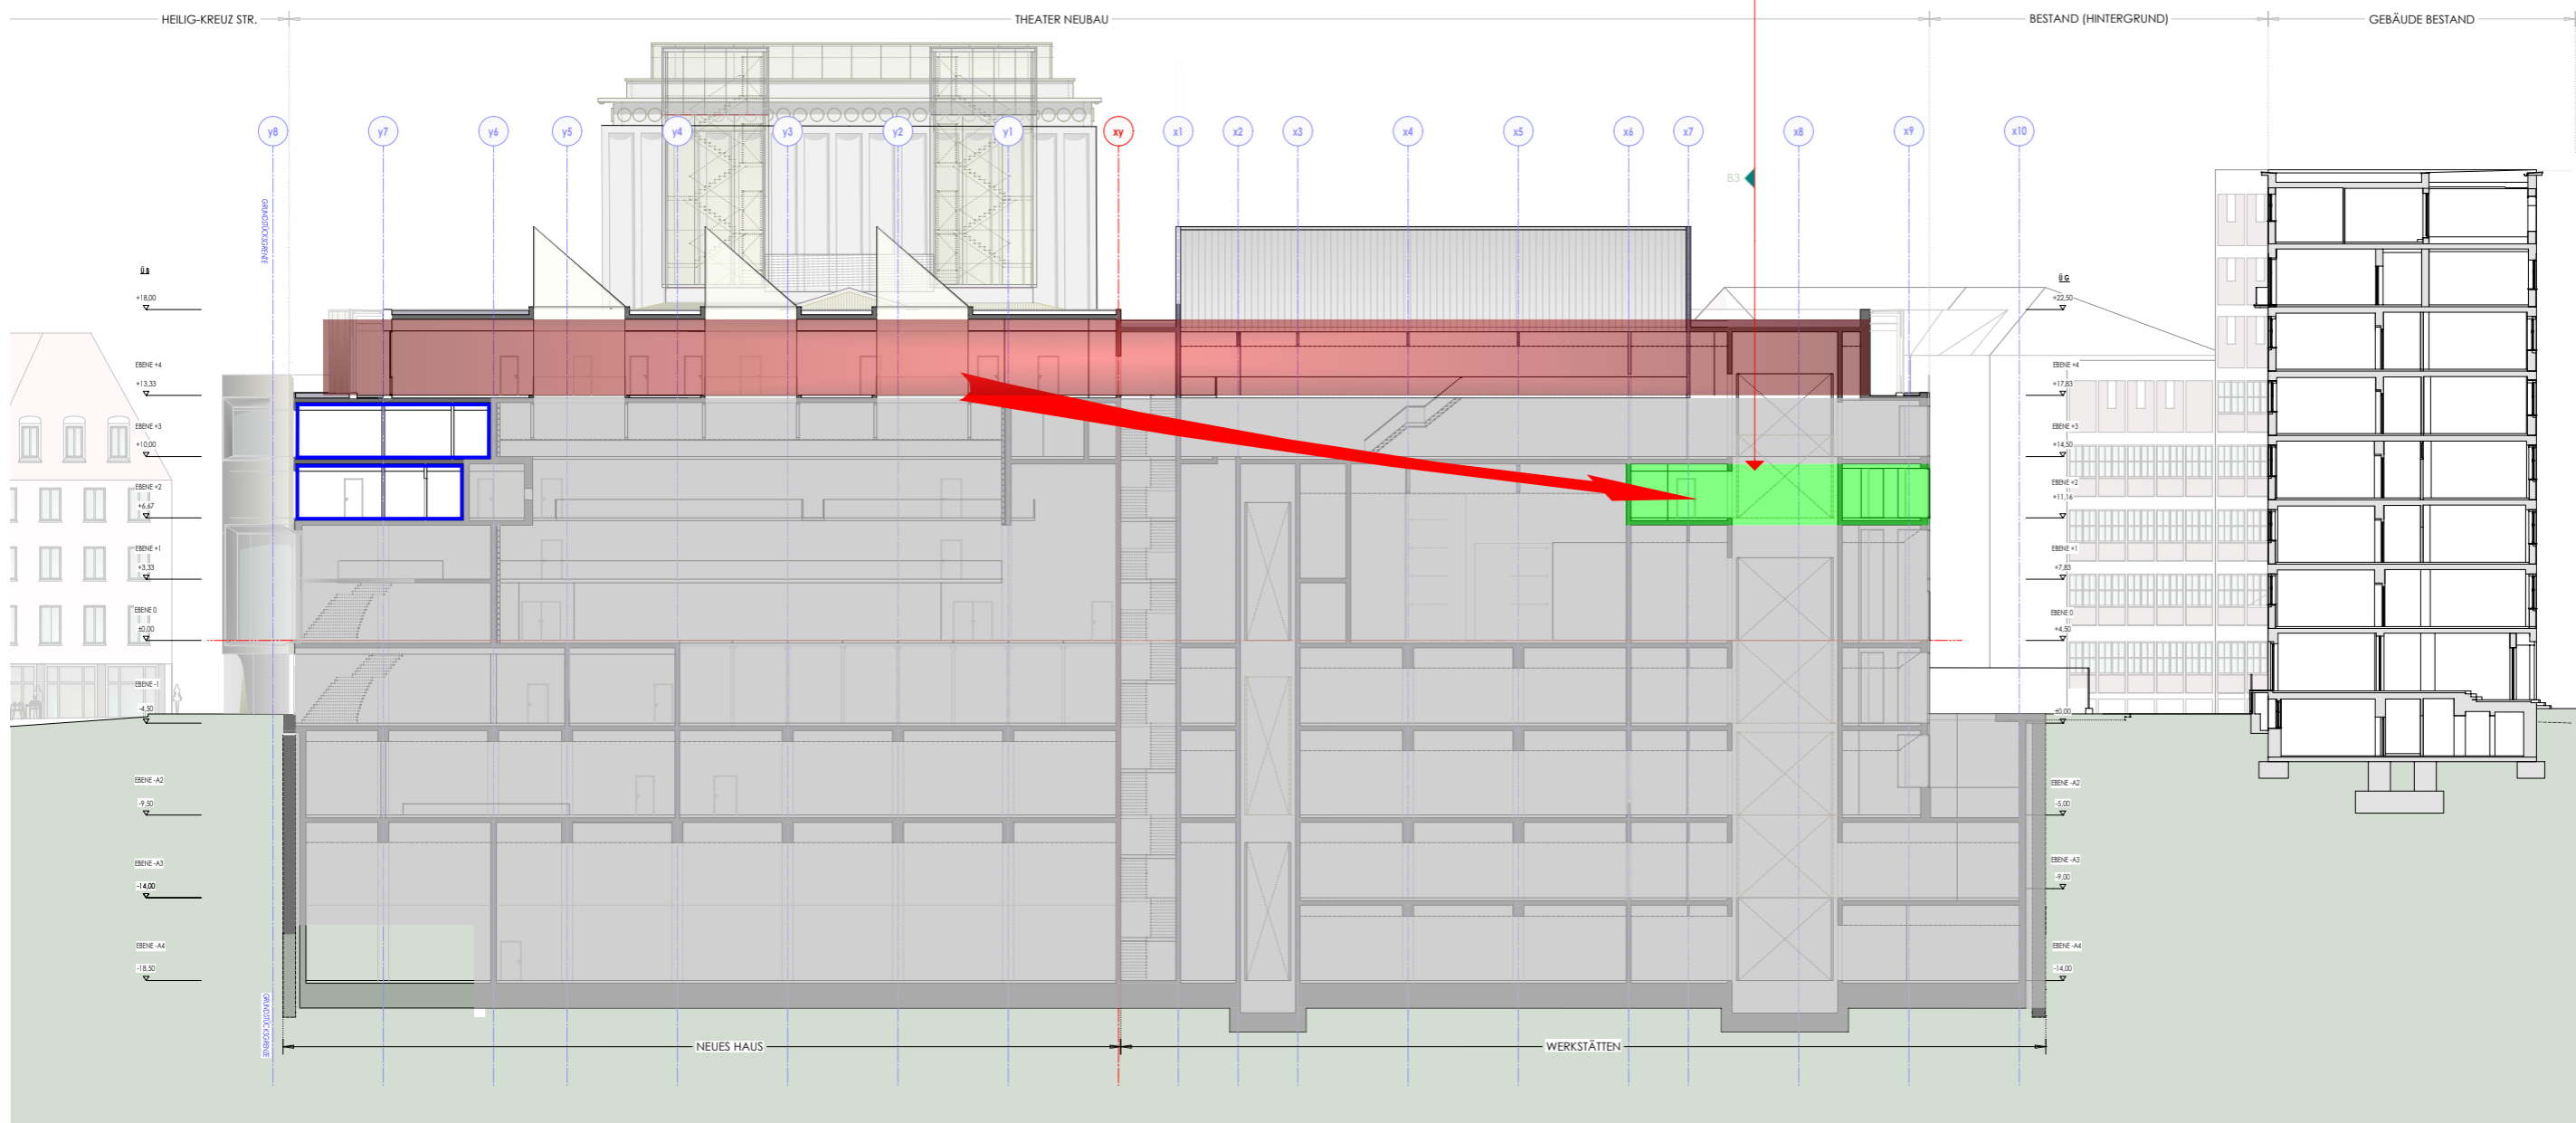 HEILIG-KREUZ STR.
THEATER NEUBAU
BESTAND (HINTERGRUND)
GEBÄUDE BESTAND
y8
y7
y6
y5
y4
y3
y2
y1
xy
x1
x2
x3
x4
x5
x6
x7
x8
x9
x10
B3
GRUNDSTÜCKSGRENZE
+18,00
EBENE +4
+13,33
EBENE +3
+10,00
EBENE +2
+6,67
EBENE +1
+3,33
EBENE 0
±0,00
EBENE -1
-4,50
EBENE -A2
-9,50
EBENE -A3
-14,00
EBENE -A4
-18,50
Ü G
+22,50
EBENE +4
+17,83
EBENE +3
+14,50
EBENE +2
+11,16
EBENE +1
+7,83
EBENE 0
+4,50
±0,00
EBENE -A2
-5,00
EBENE -A3
-9,00
EBENE -A4
-14,00
GRUNDSTÜCKSGRENZE
NEUES HAUS
WERKSTÄTTEN